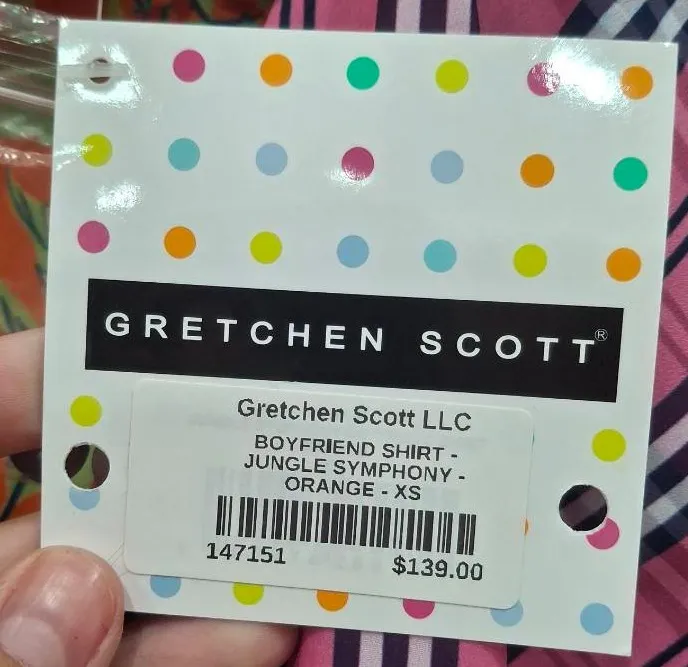 GRETCHEN SCOTT®
Gretchen Scott LLC
BOYFRIEND SHIRT -
JUNGLE SYMPHONY -
ORANGE - XS
147151 $139.00